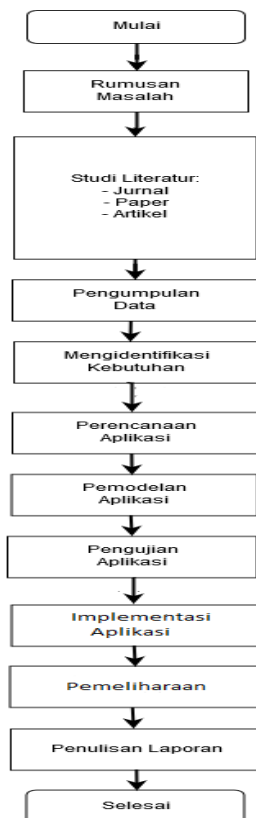 Mulai
Rumusan
Masalah
Studi Literatur:
- Jurnal
- Paper
- Artikel
Pengumpulan
Data
Mengidentifikasi
Kebutuhan
Perencanaan
Aplikasi
Pemodelan
Aplikasi
Pengujian
Aplikasi
Implementasi
Aplikasi
Pemeliharaan
Penulisan Laporan
Selesai